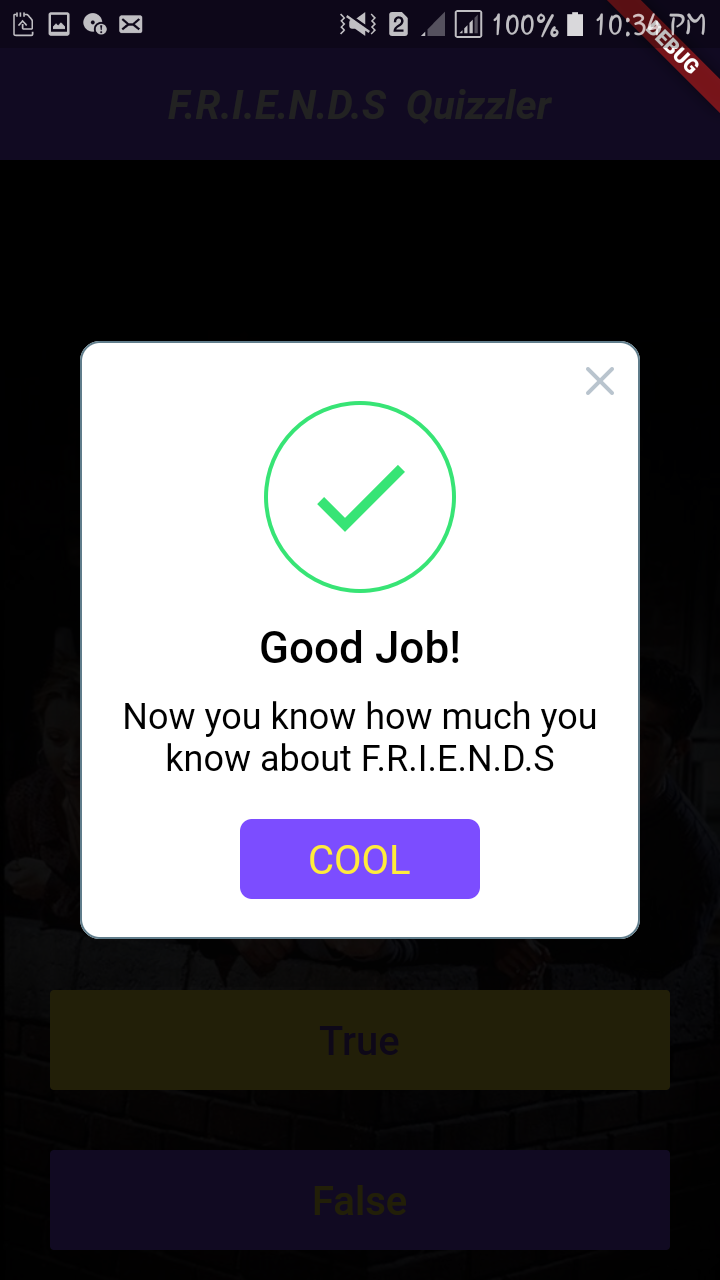 2 100% 10:34 PM
DEBUG
F.R.I.E.N.D.S Quizzler
Good Job!
Now you know how much you
know about F.R.I.E.N.D.S
COOL
True
False